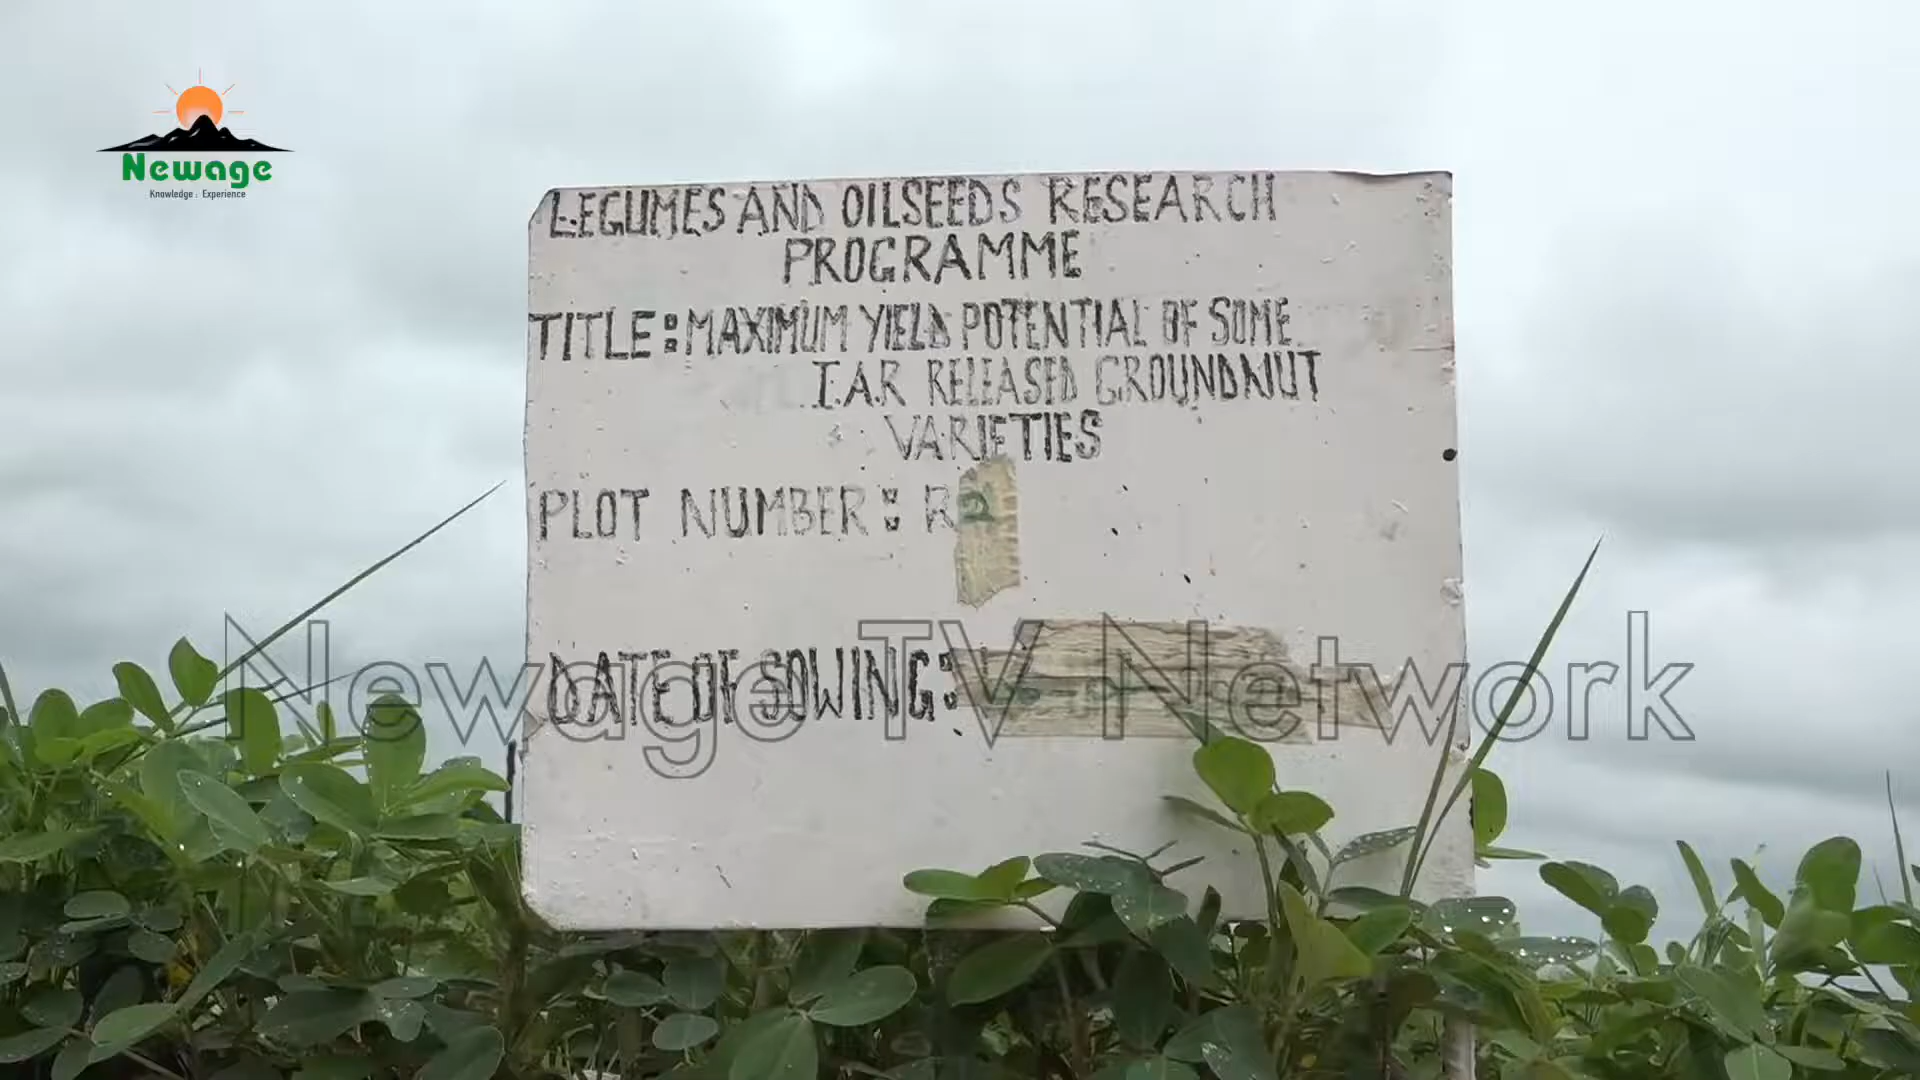 Newage
Knowledge . Experience
LEGUMES AND OILSEEDS RESEARCH
PROGRAMME
TITLE: MAXIMUM YIELD POTENTIAL OF SOME
I.A.R RELEASED GROUNDNUT
VARIETIES
PLOT NUMBER: R2
DATE OF SOWING:
Newage TV Network